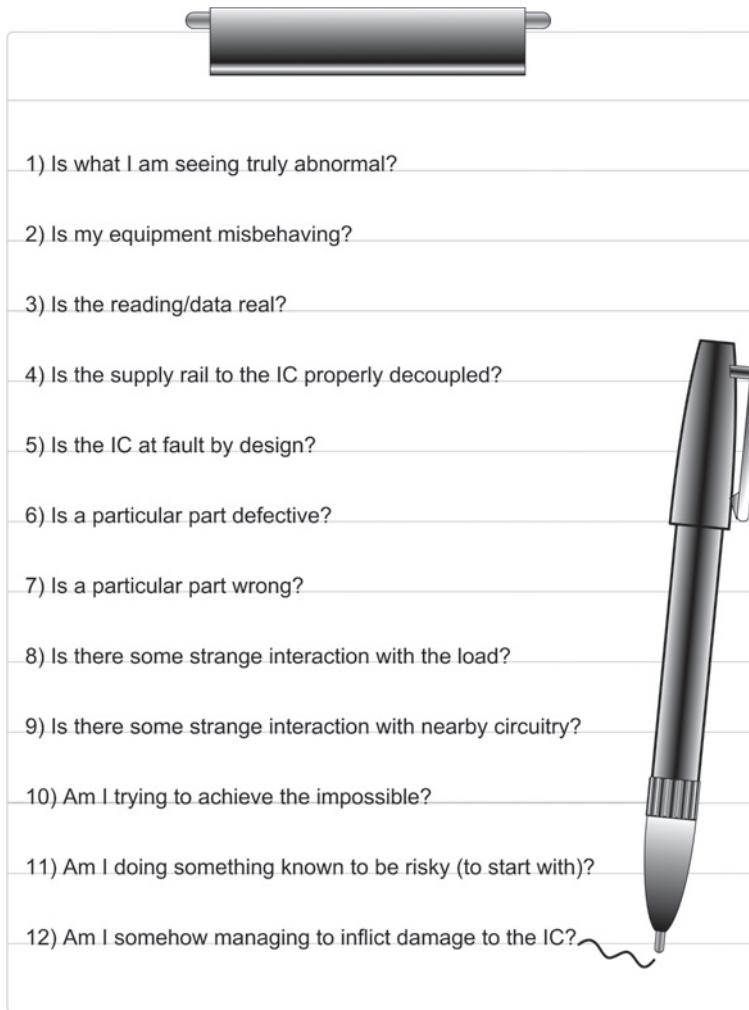 1) Is what I am seeing truly abnormal?
2) Is my equipment misbehaving?
3) Is the reading/data real?
4) Is the supply rail to the IC properly decoupled?
5) Is the IC at fault by design?
6) Is a particular part defective?
7) Is a particular part wrong?
8) Is there some strange interaction with the load?
9) Is there some strange interaction with nearby circuitry?
10) Am I trying to achieve the impossible?
11) Am I doing something known to be risky (to start with)?
12) Am I somehow managing to inflict damage to the IC?